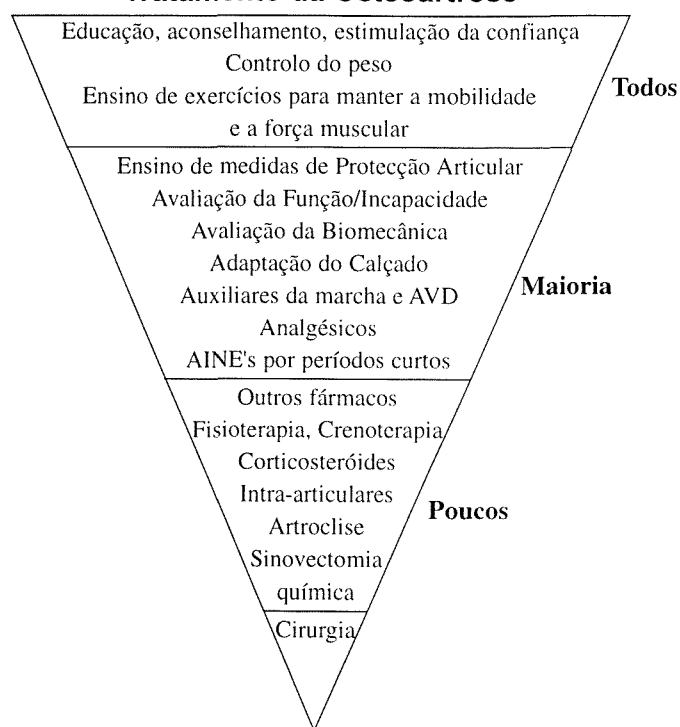 Educação, aconselhamento, estimulação da confiança
Controlo do peso
Ensino de exercícios para manter a mobilidade
e a força muscular
Todos
Ensino de medidas de Protecção Articular
Avaliação da Função/Incapacidade
Avaliação da Biomecânica
Adaptação do Calçado
Auxiliares da marcha e AVD
Analgésicos
AINE's por períodos curtos
Maioria
Outros fármacos
Fisioterapia, Crenoterapia
Corticosteróides
Intra-articulares
Artroclise
Sinovectomia
química
Poucos
Cirurgia